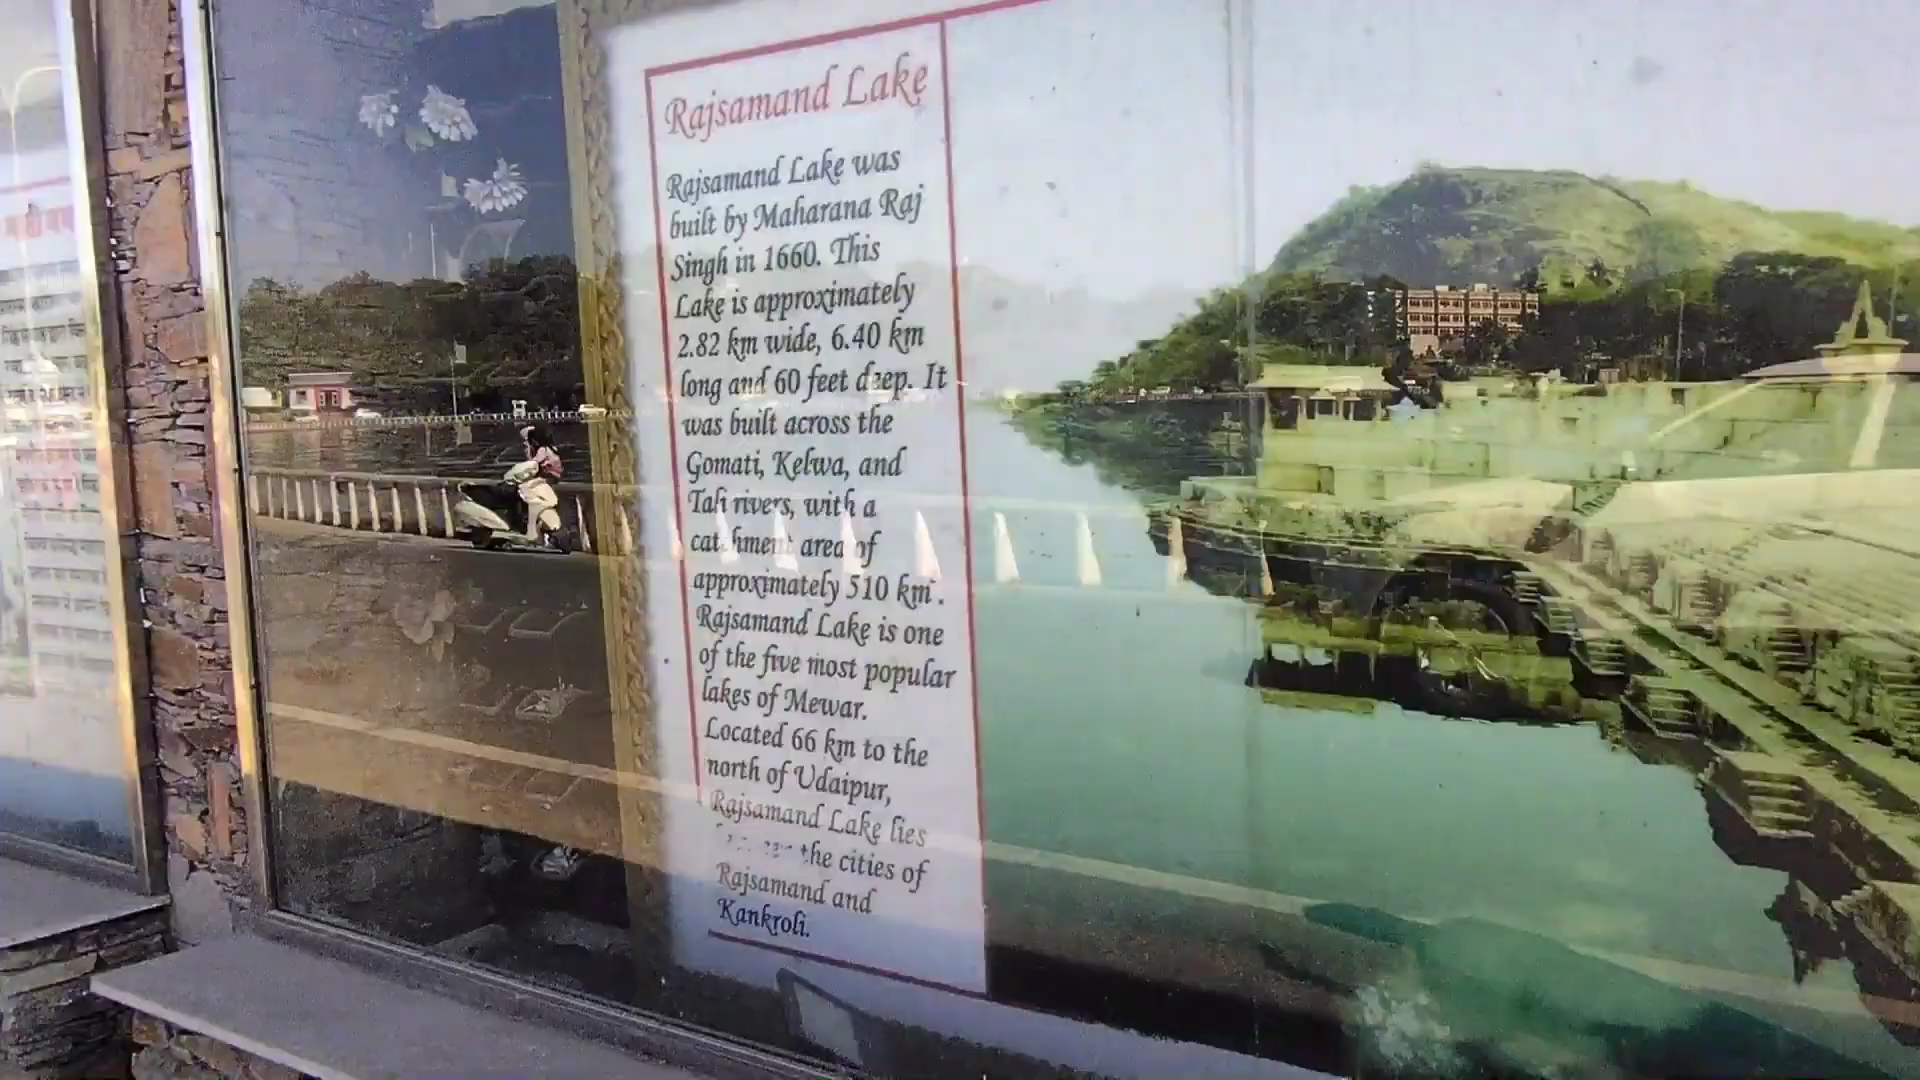 Rajsamand Lake
Rajsamand Lake was
built by Maharana Raj
Singh in 1660. This
Lake is approximately
2.82 km wide, 6.40 km
long and 60 feet deep. It
was built across the
Gomati, Kelwa, and
Tali rivers, with a
catchment area of
approximately 510 km².
Rajsamand Lake is one
of the five most popular
lakes of Mewar.
Located 66 km to the
north of Udaipur,
Rajsamand Lake lies
the cities of
Rajsamand and
Kankroli.